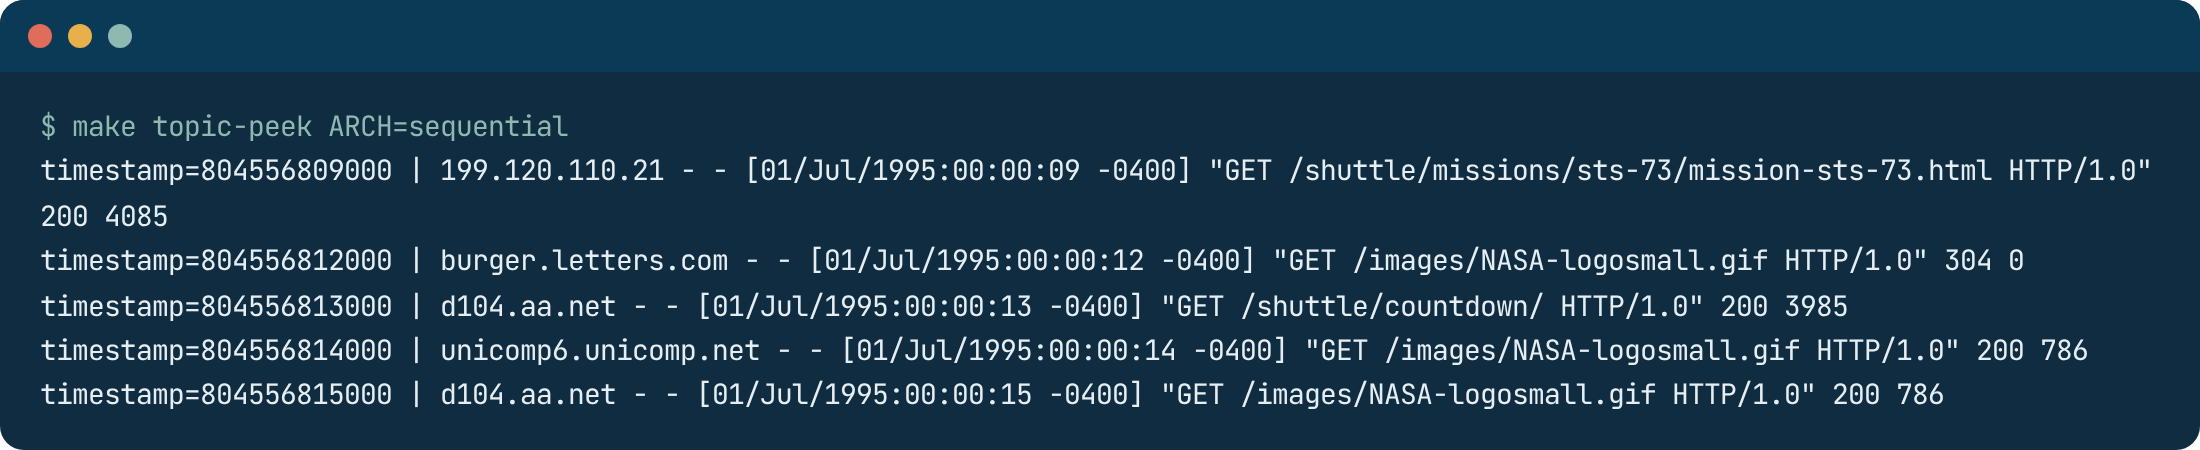 $ make topic-peek ARCH=sequential
timestamp=804556809000 | 199.120.110.21 - - [01/Jul/1995:00:00:09 -0400] "GET /shuttle/missions/sts-73/mission-sts-73.html HTTP/1.0"
200 4085
timestamp=804556812000 | burger.letters.com - - [01/Jul/1995:00:00:12 -0400] "GET /images/NASA-logosmall.gif HTTP/1.0" 304 0
timestamp=804556813000 | d104.aa.net - - [01/Jul/1995:00:00:13 -0400] "GET /shuttle/countdown/ HTTP/1.0" 200 3985
timestamp=804556814000 | unicomp6.unicomp.net - - [01/Jul/1995:00:00:14 -0400] "GET /images/NASA-logosmall.gif HTTP/1.0" 200 786
timestamp=804556815000 | d104.aa.net - - [01/Jul/1995:00:00:15 -0400] "GET /images/NASA-logosmall.gif HTTP/1.0" 200 786